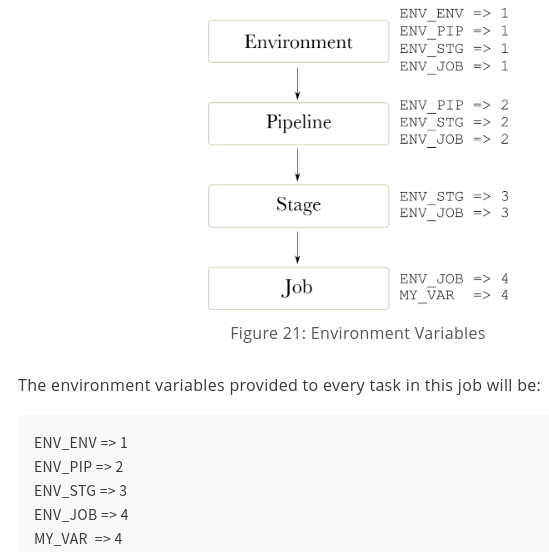 Environment
ENV_ENV => 1
ENV_PIP => 1
ENV_STG => 1
ENV_JOB => 1
Pipeline
ENV_PIP => 2
ENV_STG => 2
ENV_JOB => 2
Stage
ENV_STG => 3
ENV_JOB => 3
Job
ENV_JOB => 4
MY_VAR => 4
Figure 21: Environment Variables
The environment variables provided to every task in this job will be:
ENV_ENV => 1
ENV_PIP => 2
ENV_STG => 3
ENV_JOB => 4
MY_VAR => 4